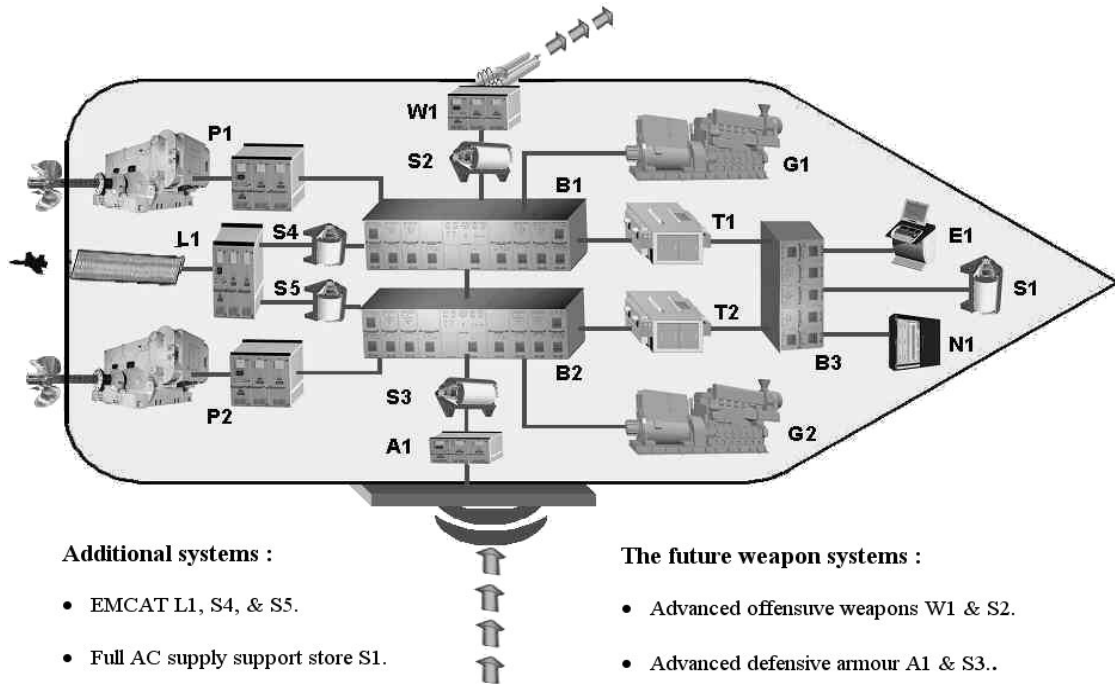 W1
P1
S2
G1
B1
L1
S4
T1
E1
S5
S1
T2
N1
B2
B3
S3
P2
A1
G2
Additional systems :
The future weapon systems :
• EMCAT L1, S4, & S5.
• Advanced offensuve weapons W1 & S2.
• Full AC supply support store S1.
• Advanced defensive armour A1 & S3..